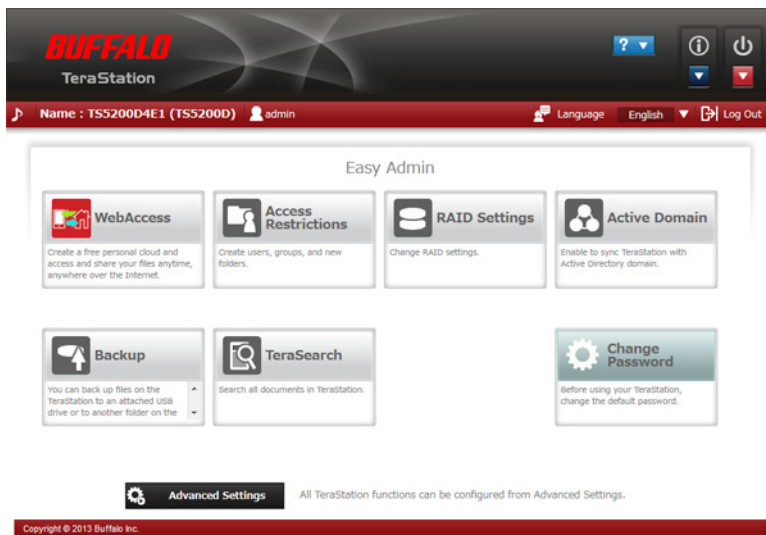 BUFFALO
TeraStation
?
Name : TS5200D4E1 (TS5200D)
admin
Language
English
Log Out
Easy Admin
WebAccess
Create a free personal cloud and
access and share your files anytime,
anywhere over the Internet.
Access
Restrictions
Create users, groups, and new
folders.
RAID Settings
Change RAID settings.
Active Domain
Enable to sync TeraStation with
Active Directory domain.
Backup
You can back up files on the
TeraStation to an attached USB
drive or to another folder on the
TeraSearch
Search all documents in TeraStation.
Change
Password
Before using your TeraStation,
change the default password.
Advanced Settings
All TeraStation functions can be configured from Advanced Settings.
Copyright © 2013 Buffalo Inc.